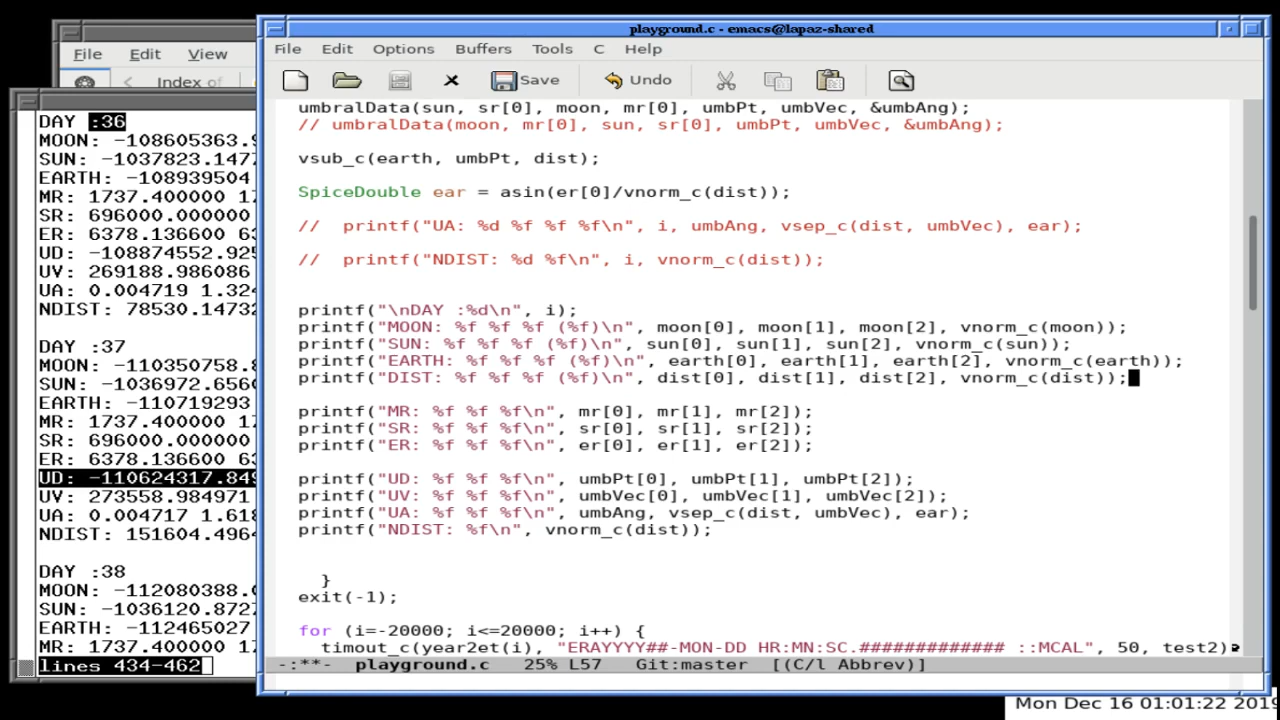 playground.c - emacs@lapaz-shared
File Edit View
Index of
File Edit Options Buffers Tools C Help
Save Undo
DAY :36
MOON: -108605363.9
SUN: -1037823.1477
EARTH: -108939504
MR: 1737.400000 17
SR: 696000.000000
ER: 6378.136600 63
UD: -108874552.925
UV: 269188.986086
UA: 0.004719 1.324
NDIST: 78530.14732
DAY :37
MOON: -110350758.8
SUN: -1036972.6560
EARTH: -110719293
MR: 1737.400000 17
SR: 696000.000000
ER: 6378.136600 63
UD: -110624317.849
UV: 273558.984971
UA: 0.004717 1.618
NDIST: 151604.4964
DAY :38
MOON: -112080388.0
SUN: -1036120.8727
EARTH: -112465027
MR: 1737.400000 17
lines 434-462
umbralData(sun, sr[0], moon, mr[0], umbPt, umbVec, &umbAng);
// umbralData(moon, mr[0], sun, sr[0], umbPt, umbVec, &umbAng);
vsub_c(earth, umbPt, dist);
SpiceDouble ear = asin(er[0]/vnorm_c(dist));
//  printf("UA: %d %f %f %f\n", i, umbAng, vsep_c(dist, umbVec), ear);
//  printf("NDIST: %d %f\n", i, vnorm_c(dist));
printf("\nDAY :%d\n", i);
printf("MOON: %f %f %f (%f)\n", moon[0], moon[1], moon[2], vnorm_c(moon));
printf("SUN: %f %f %f (%f)\n", sun[0], sun[1], sun[2], vnorm_c(sun));
printf("EARTH: %f %f %f (%f)\n", earth[0], earth[1], earth[2], vnorm_c(earth));
printf("DIST: %f %f %f (%f)\n", dist[0], dist[1], dist[2], vnorm_c(dist));
printf("MR: %f %f %f\n", mr[0], mr[1], mr[2]);
printf("SR: %f %f %f\n", sr[0], sr[1], sr[2]);
printf("ER: %f %f %f\n", er[0], er[1], er[2]);
printf("UD: %f %f %f\n", umbPt[0], umbPt[1], umbPt[2]);
printf("UV: %f %f %f\n", umbVec[0], umbVec[1], umbVec[2]);
printf("UA: %f %f %f\n", umbAng, vsep_c(dist, umbVec), ear);
printf("NDIST: %f\n", vnorm_c(dist));
}
exit(-1);
for (i=-20000; i<=20000; i++) {
timout_c(year2et(i), "ERAYYYY##-MON-DD HR:MN:SC.############# ::MCAL", 50, test2)
-:**-  playground.c   25% L57    Git:master  [(C/l Abbrev)]
Mon Dec 16 01:01:22 2019